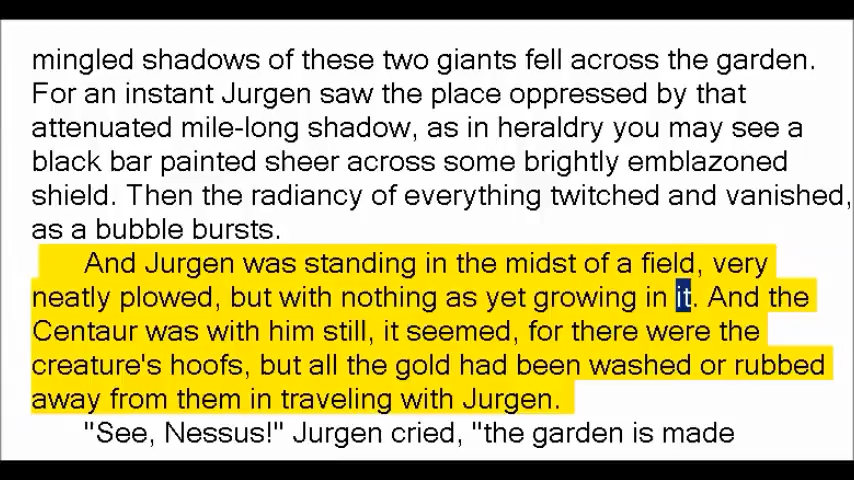 mingled shadows of these two giants fell across the garden.
For an instant Jurgen saw the place oppressed by that
attenuated mile-long shadow, as in heraldry you may see a
black bar painted sheer across some brightly emblazoned
shield. Then the radiancy of everything twitched and vanished,
as a bubble bursts.
And Jurgen was standing in the midst of a field, very
neatly plowed, but with nothing as yet growing in it. And the
Centaur was with him still, it seemed, for there were the
creature's hoofs, but all the gold had been washed or rubbed
away from them in traveling with Jurgen.
"See, Nessus!" Jurgen cried, "the garden is made